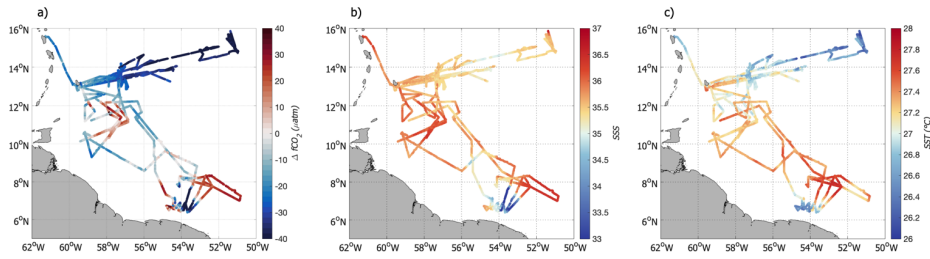 a)
16°N
14°N
12°N
10°N
8°N
6°N
62°W 60°W 58°W 56°W 54°W 52°W 50°W
40
30
20
10
0
-10
-20
-30
-40
Δ fCO2 (μatm)
b)
16°N
14°N
12°N
10°N
8°N
6°N
62°W 60°W 58°W 56°W 54°W 52°W 50°W
37
36.5
36
35.5
35
34.5
34
33.5
33
SSS
c)
16°N
14°N
12°N
10°N
8°N
6°N
62°W 60°W 58°W 56°W 54°W 52°W 50°W
28
27.8
27.6
27.4
27.2
27
26.8
26.6
26.4
26.2
26
SST (°C)